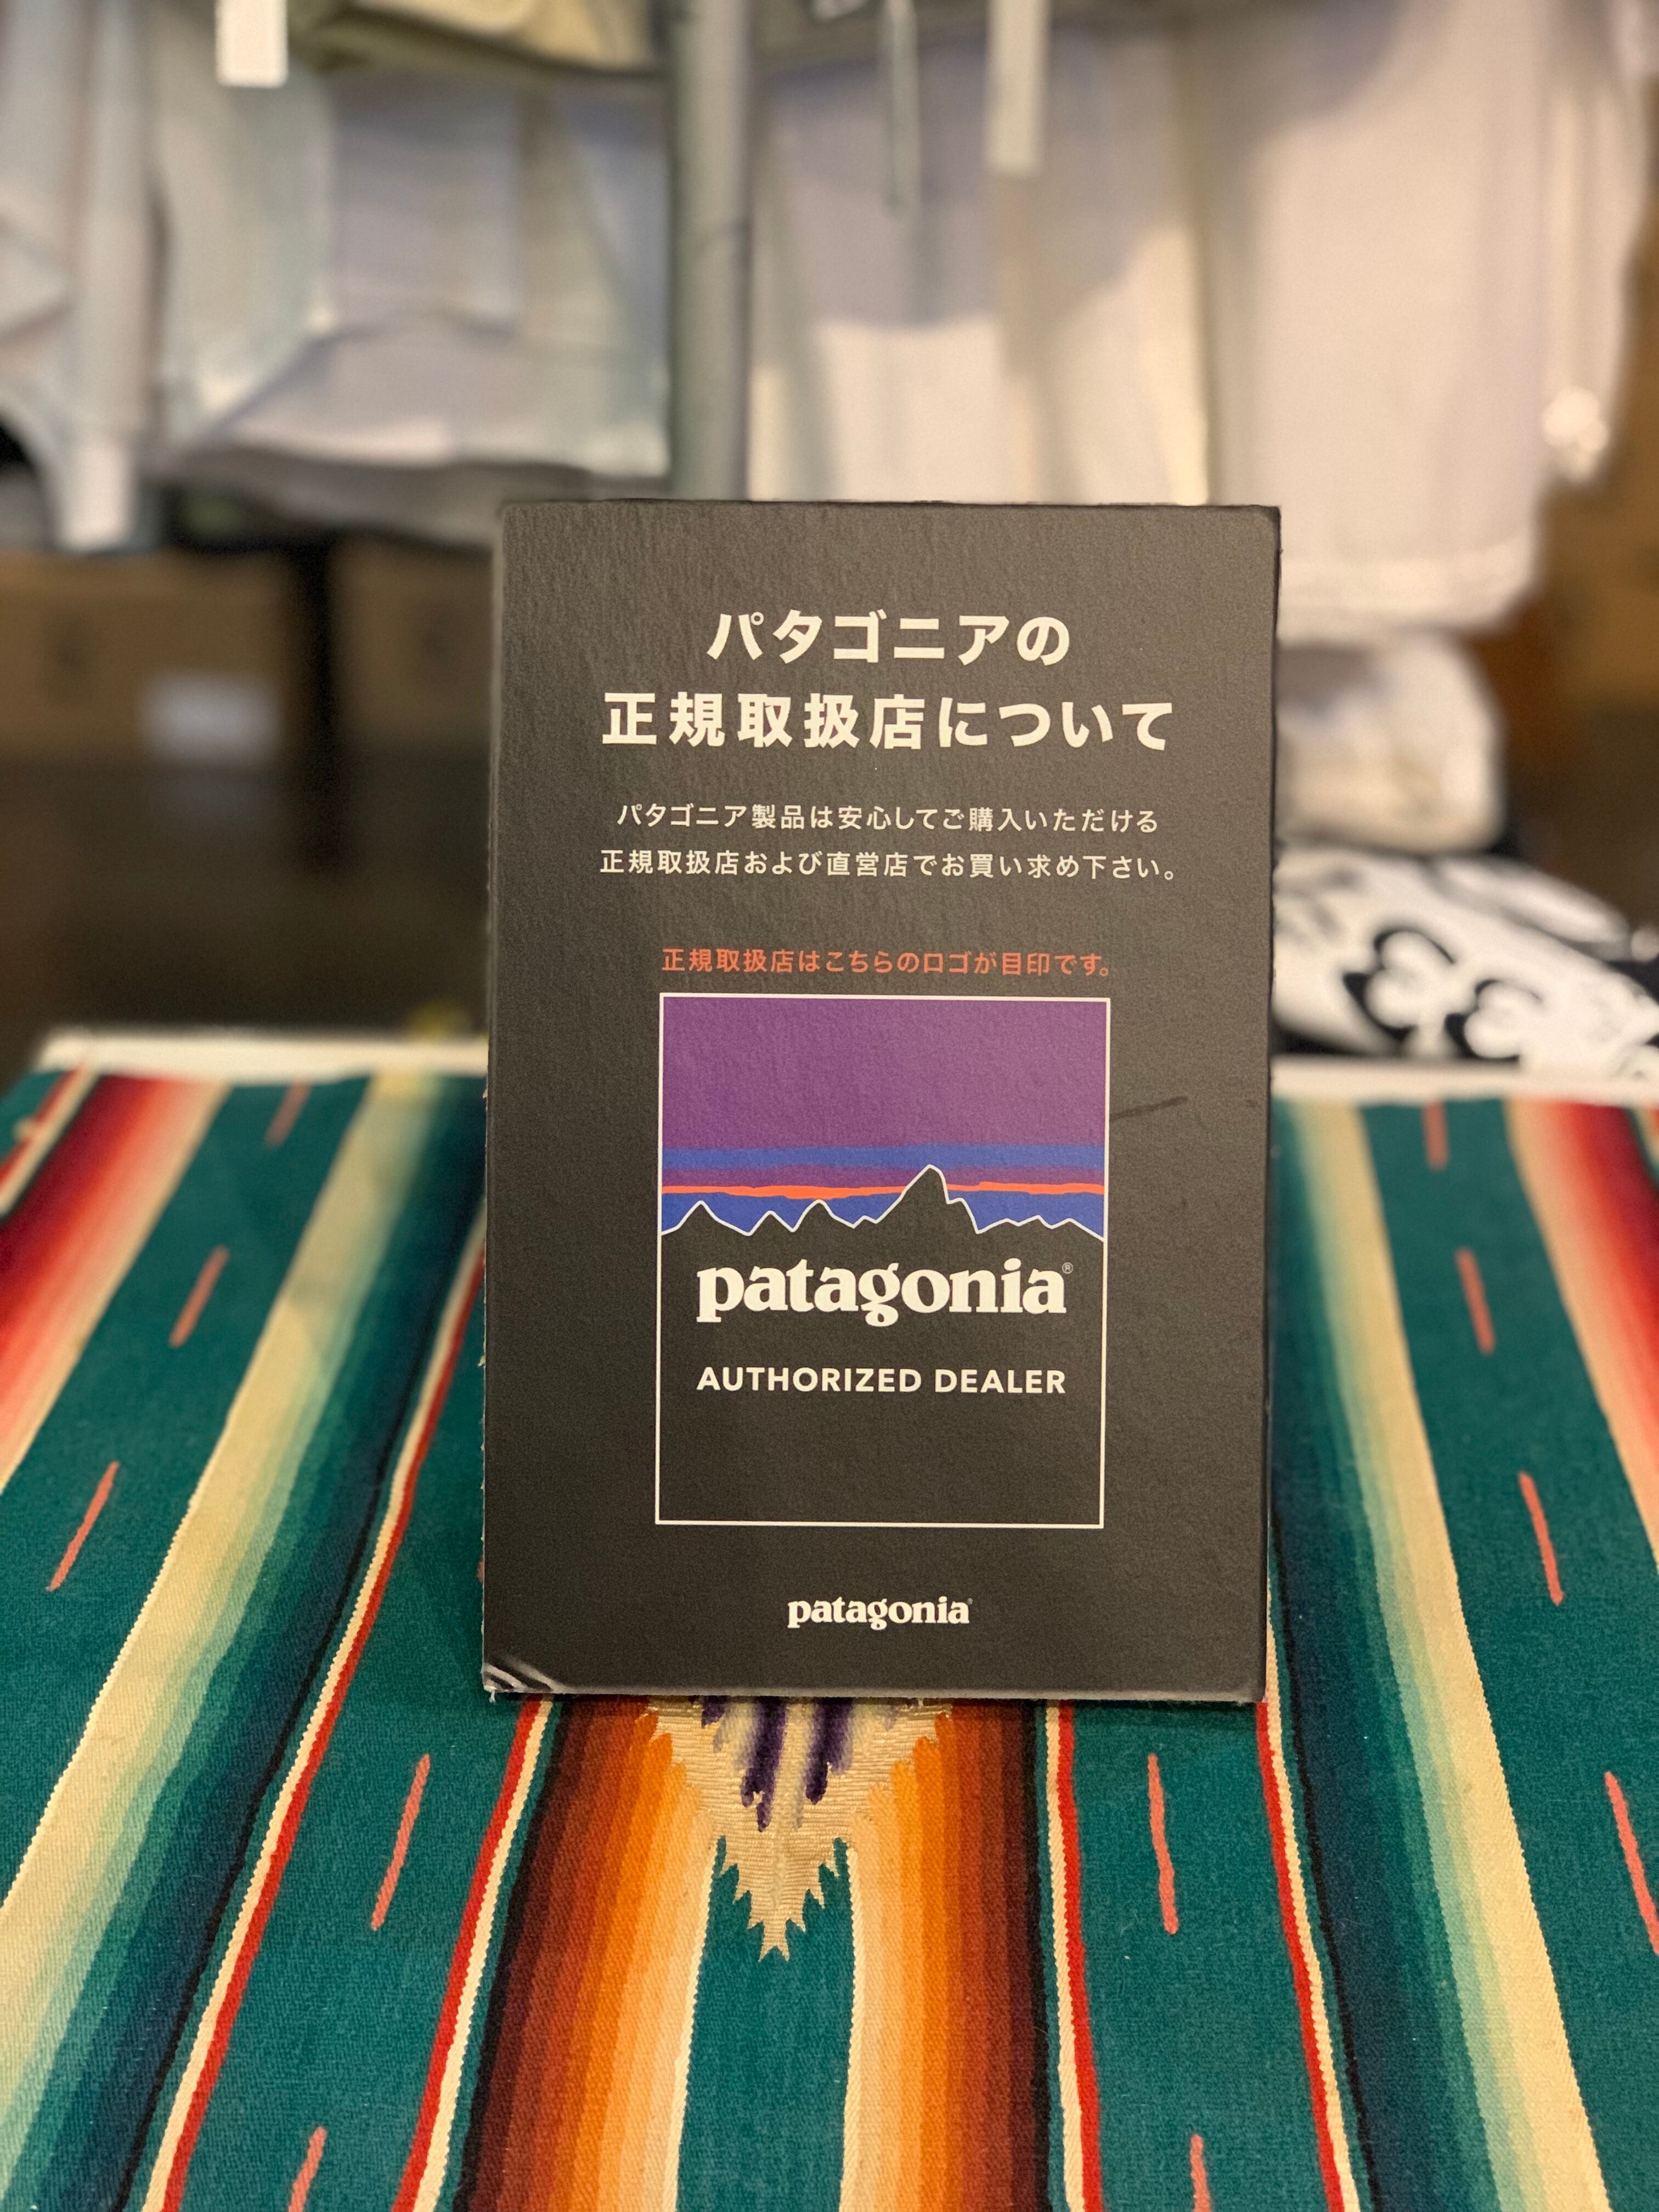 パタゴニアの
正規取扱店について
パタゴニア製品は安心してご購入いただける
正規取扱店および直営店でお買い求め下さい。
正規取扱店はこちらのロゴが目印です。
patagonia®
AUTHORIZED DEALER
patagonia®